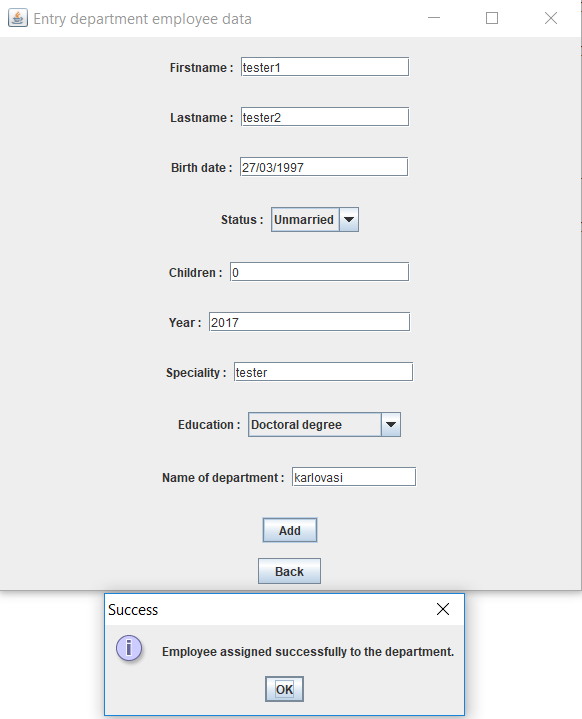 Entry department employee data
Firstname : tester1
Lastname : tester2
Birth date : 27/03/1997
Status : Unmarried
Children : 0
Year : 2017
Speciality : tester
Education : Doctoral degree
Name of department : karlovasi
Add
Back
Success
Employee assigned successfully to the department.
OK